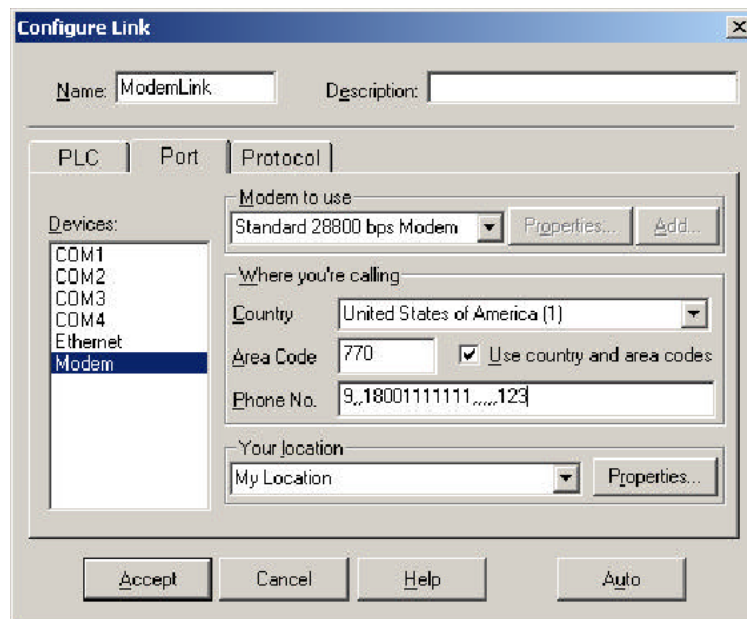 Configure Link
Name: ModemLink Description:
PLC Port Protocol
Devices:
COM1
COM2
COM3
COM4
Ethernet
Modem
Modem to use
Standard 28800 bps Modem Properties... Add...
Where you're calling
Country United States of America (1)
Area Code 770 Use country and area codes
Phone No. 9,,18001111111,,,,,123
Your location
My Location Properties...
Accept Cancel Help Auto